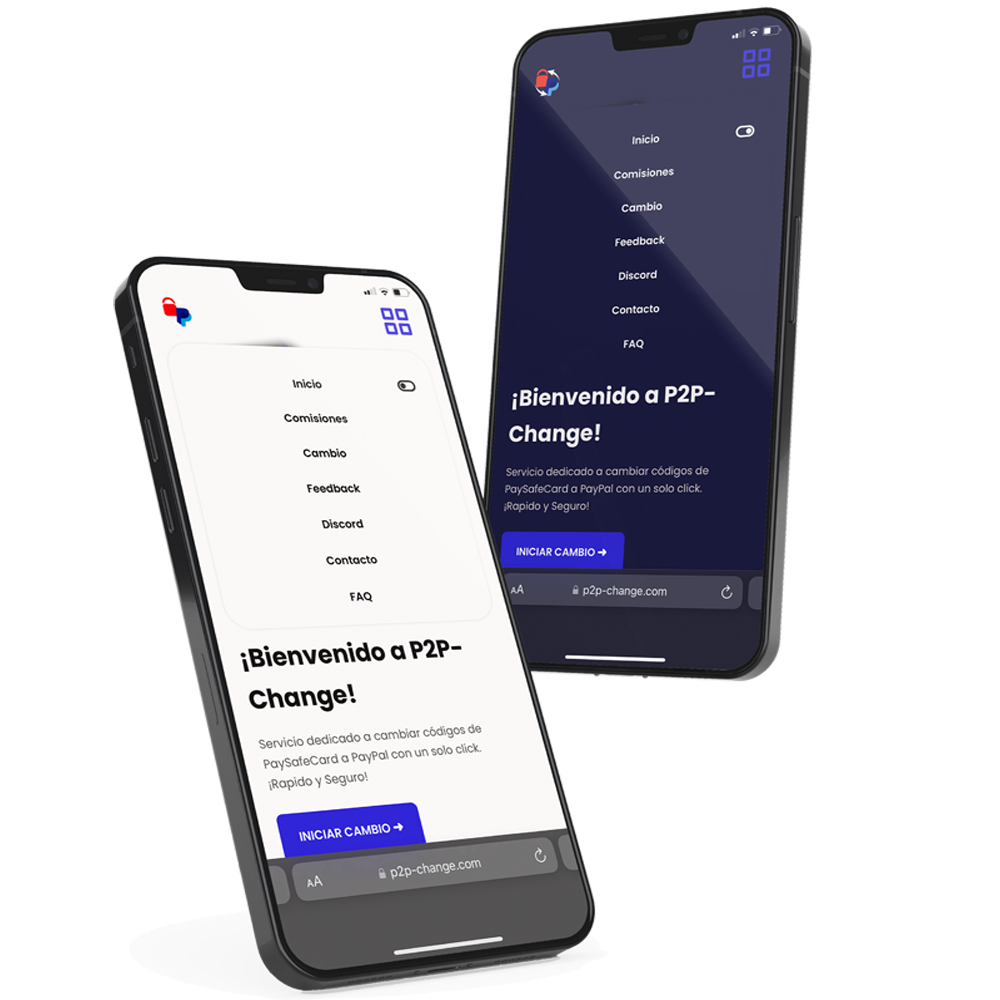 Inicio
Comisiones
Cambio
Feedback
Discord
Contacto
FAQ
¡Bienvenido a P2P-
Change!
Servicio dedicado a cambiar códigos de
PaySafeCard a PayPal con un solo click.
¡Rapido y Seguro!
INICIAR CAMBIO ➜
AA p2p-change.com
Inicio
Comisiones
Cambio
Feedback
Discord
Contacto
FAQ
¡Bienvenido a P2P-
Change!
Servicio dedicado a cambiar códigos de
PaySafeCard a PayPal con un solo click.
¡Rapido y Seguro!
INICIAR CAMBIO ➜
AA p2p-change.com